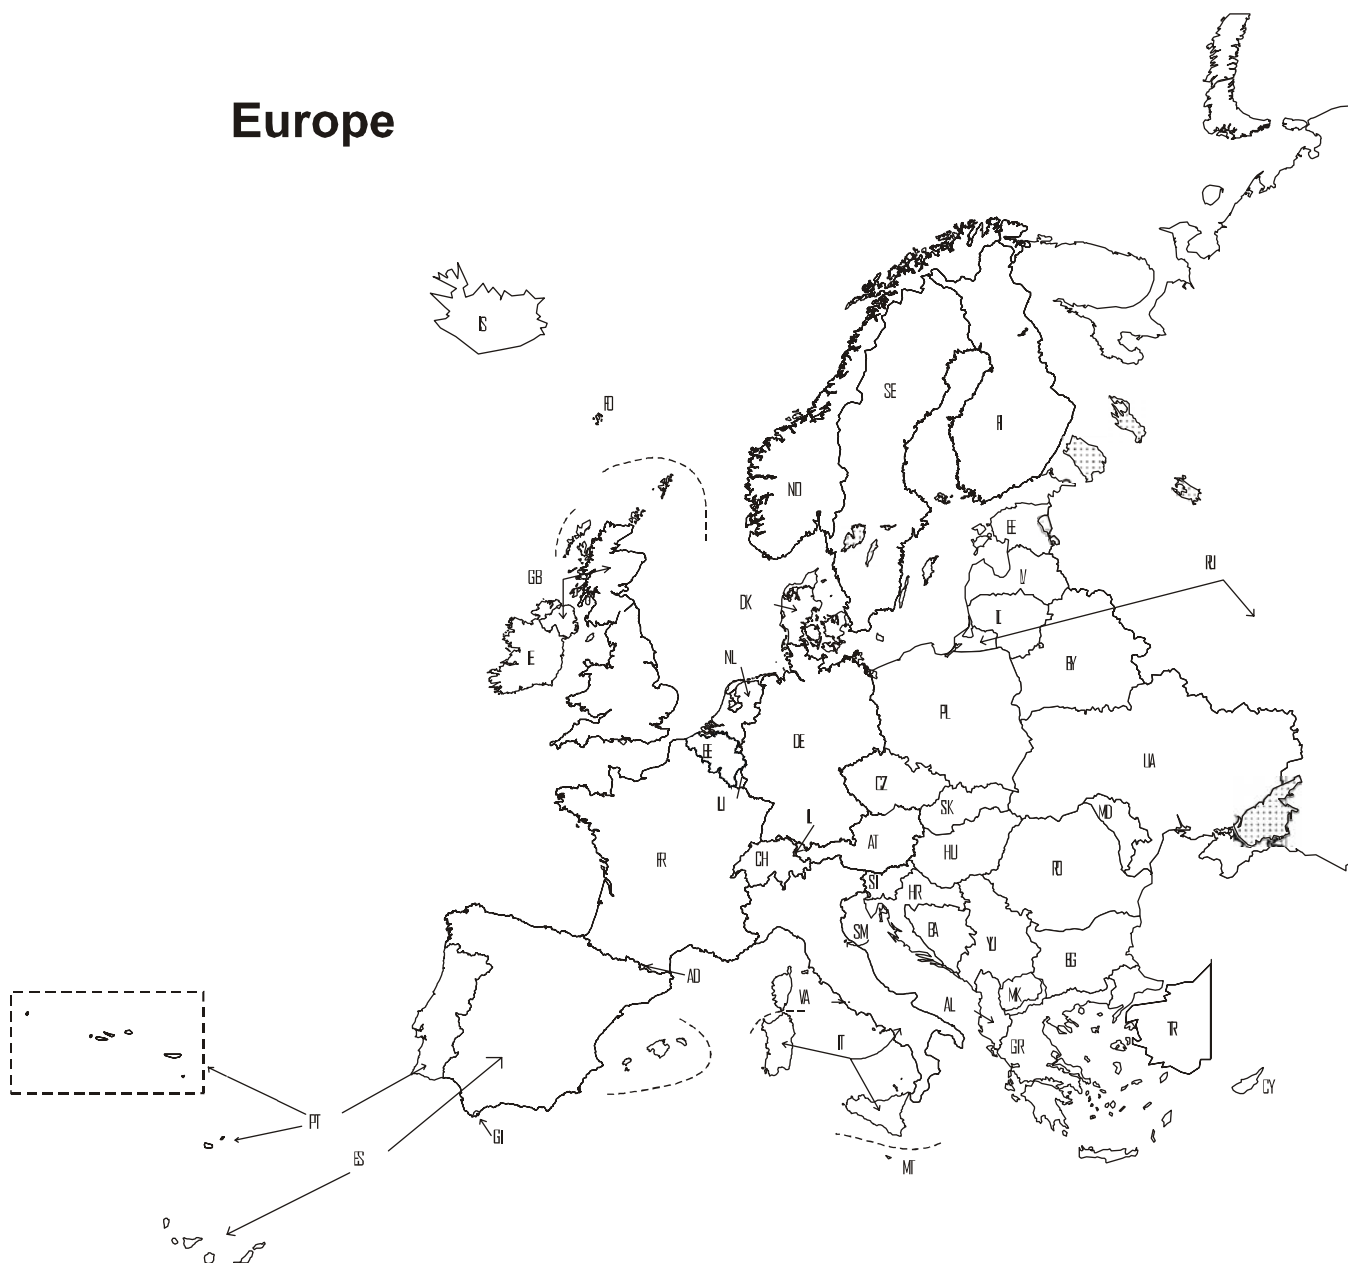 Europe
IS
FO
SE
FI
NO
EE
RU
GB
LV
DK
LT
IE
NL
BY
PL
BE
DE
UA
CZ
LU
SK
MD
LI
AT
FR
CH
HU
RO
SI
HR
BA
SM
YU
BG
AD
VA
MK
AL
TR
IT
GR
CY
PT
GI
ES
MT